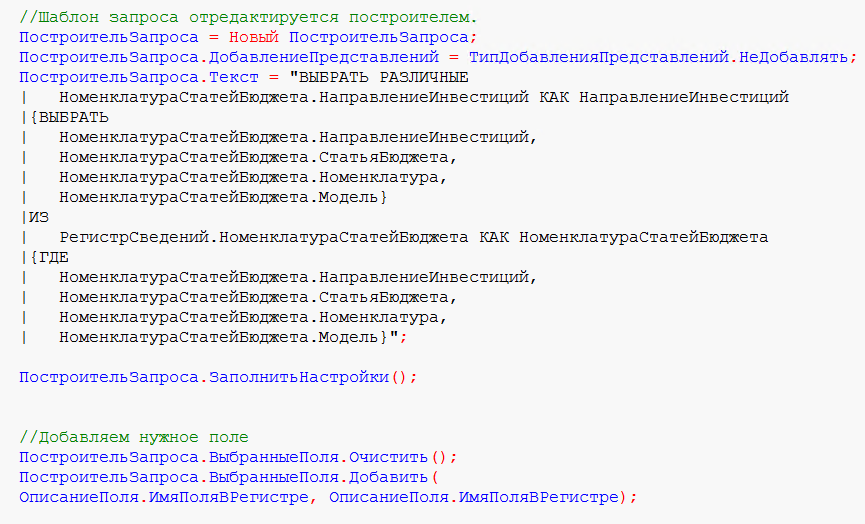 //Шаблон запроса отредактируется построителем.
ПостроительЗапроса = Новый ПостроительЗапроса;
ПостроительЗапроса.ДобавлениеПредставлений = ТипДобавленияПредставлений.НеДобавлять;
ПостроительЗапроса.Текст = "ВЫБРАТЬ РАЗЛИЧНЫЕ
|   НоменклатураСтатейБюджета.НаправлениеИнвестиций КАК НаправлениеИнвестиций
|{ВЫБРАТЬ
|   НоменклатураСтатейБюджета.НаправлениеИнвестиций,
|   НоменклатураСтатейБюджета.СтатьяБюджета,
|   НоменклатураСтатейБюджета.Номенклатура,
|   НоменклатураСтатейБюджета.Модель}
|ИЗ
|   РегистрСведений.НоменклатураСтатейБюджета КАК НоменклатураСтатейБюджета
|{ГДЕ
|   НоменклатураСтатейБюджета.НаправлениеИнвестиций,
|   НоменклатураСтатейБюджета.СтатьяБюджета,
|   НоменклатураСтатейБюджета.Номенклатура,
|   НоменклатураСтатейБюджета.Модель}";
ПостроительЗапроса.ЗаполнитьНастройки();
//Добавляем нужное поле
ПостроительЗапроса.ВыбранныеПоля.Очистить();
ПостроительЗапроса.ВыбранныеПоля.Добавить(
ОписаниеПоля.ИмяПоляВРегистре, ОписаниеПоля.ИмяПоляВРегистре);